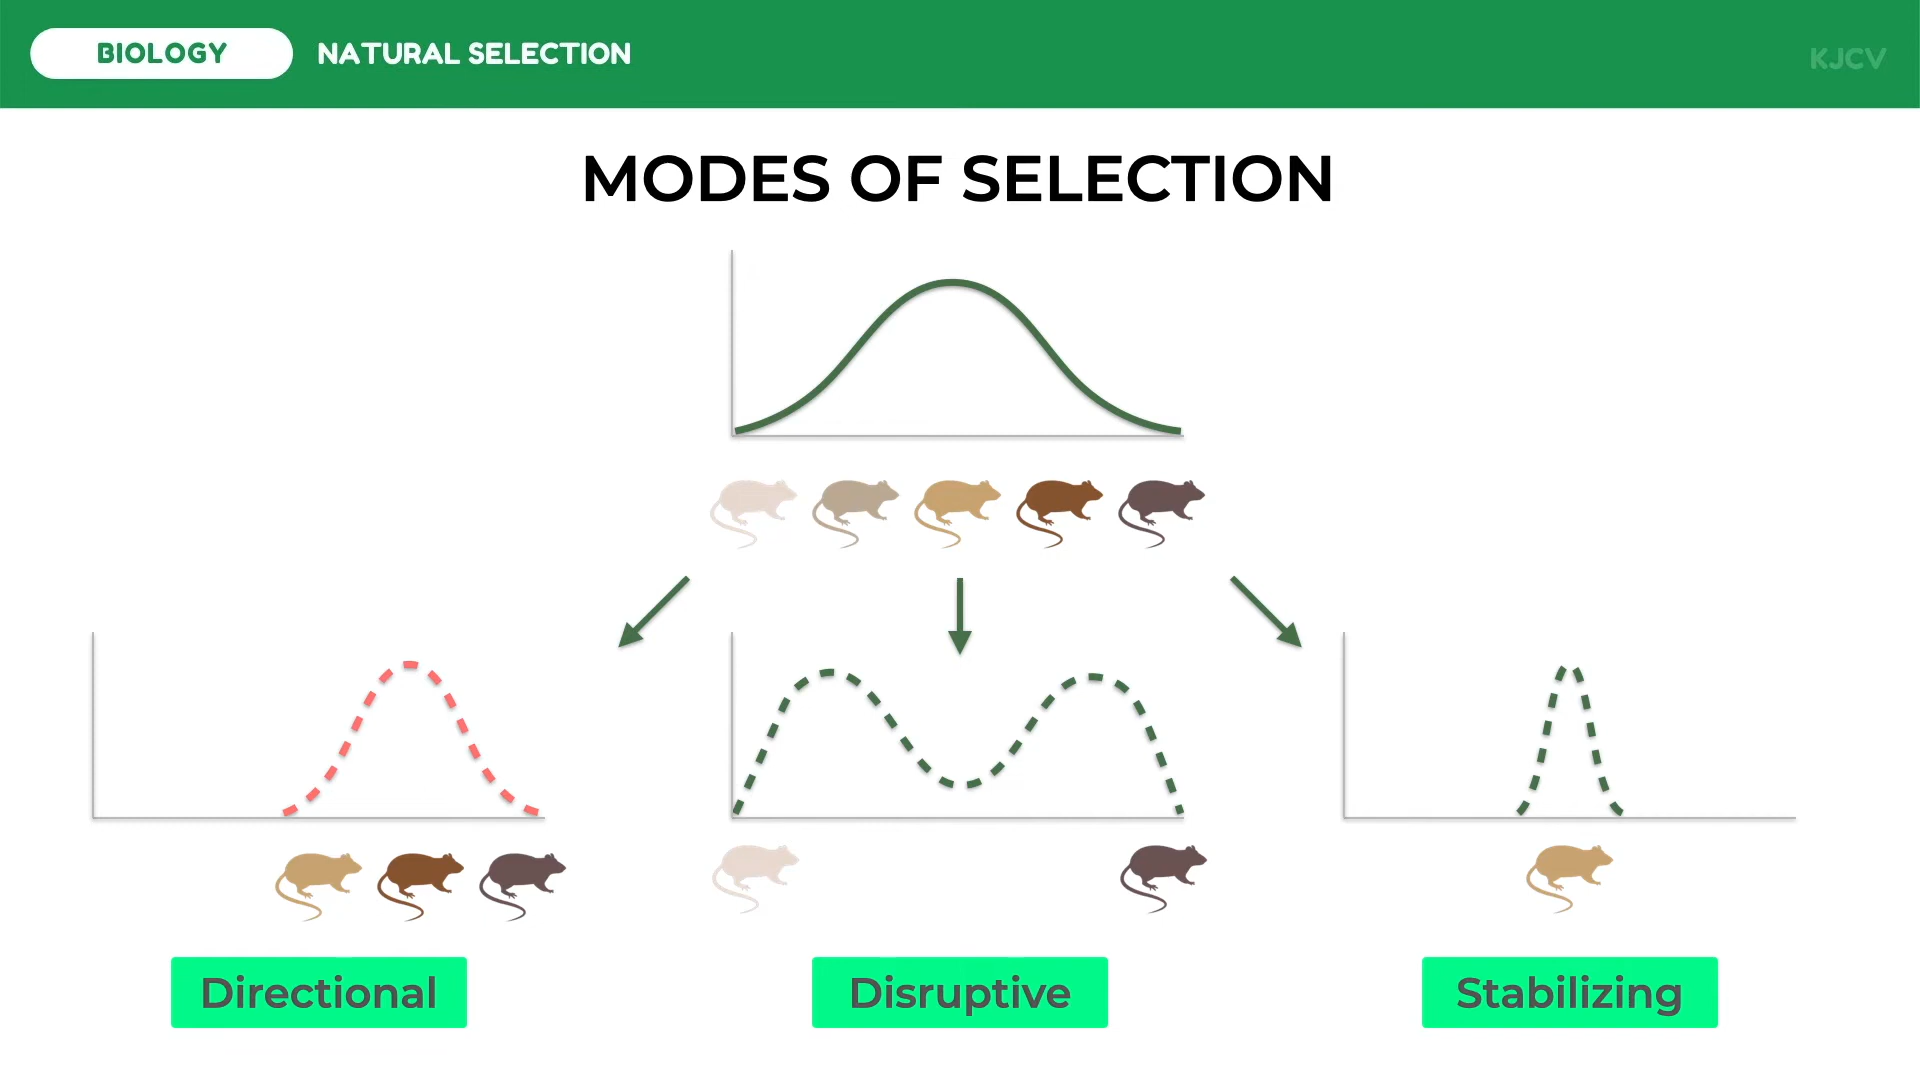 BIOLOGY
NATURAL SELECTION
KJCV
MODES OF SELECTION
Directional
Disruptive
Stabilizing